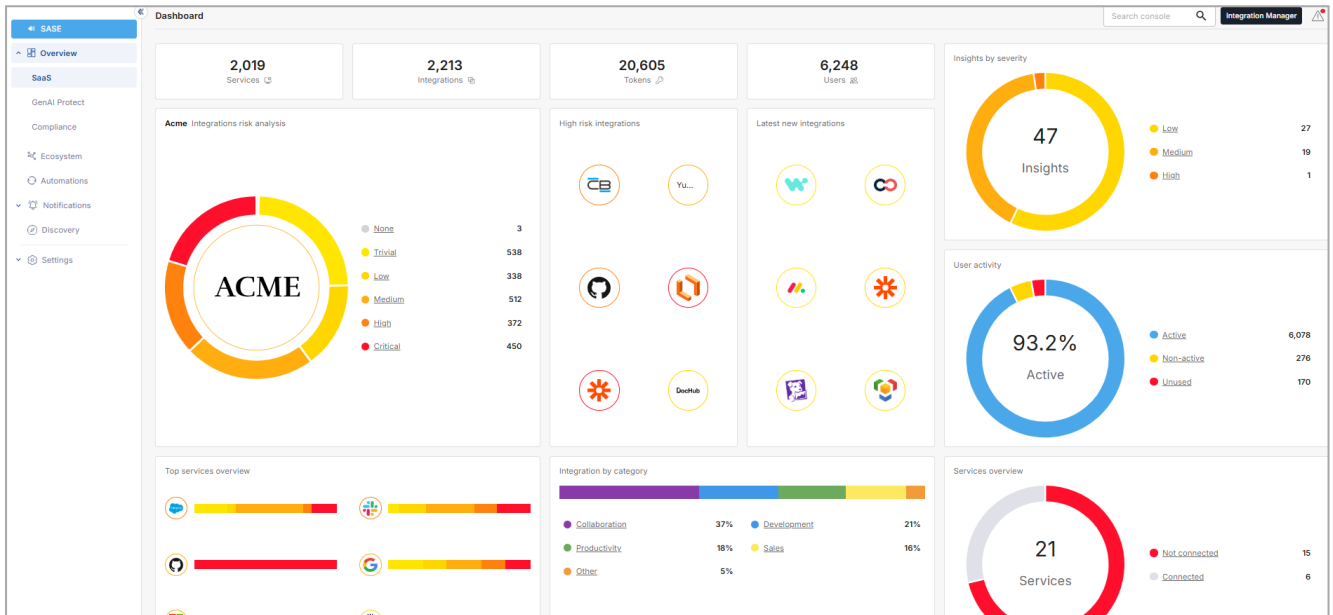 Dashboard
Search console
Integration Manager
SASE
Overview
SaaS
GenAI Protect
Compliance
Ecosystem
Automations
Notifications
Discovery
Settings
2,019
Services
2,213
Integrations
20,605
Tokens
6,248
Users
Acme Integrations risk analysis
ACME
None 3
Trivial 538
Low 338
Medium 512
High 372
Critical 450
High risk integrations
CB
Yu...
DocHub
Latest new integrations
Insights by severity
47
Insights
Low 27
Medium 19
High 1
User activity
93.2%
Active
Active 6,078
Non-active 276
Unused 170
Top services overview
Integration by category
Collaboration 37% Development 21%
Productivity 18% Sales 16%
Other 5%
Services overview
21
Services
Not connected 15
Connected 6